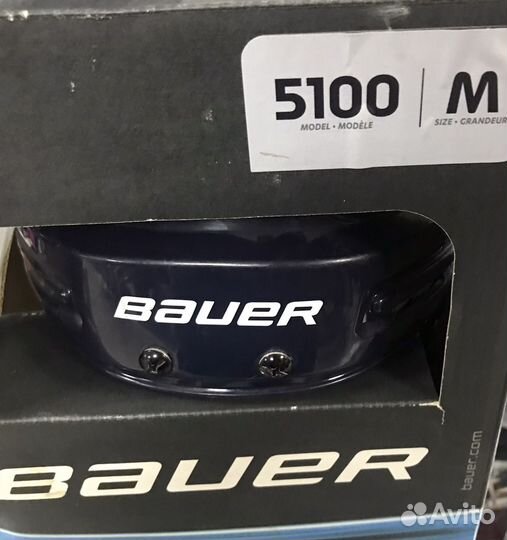 5100 M
MODEL • MODÈLE SIZE • GRANDEUR
BAUER
BAUER
bauer.com
Avito